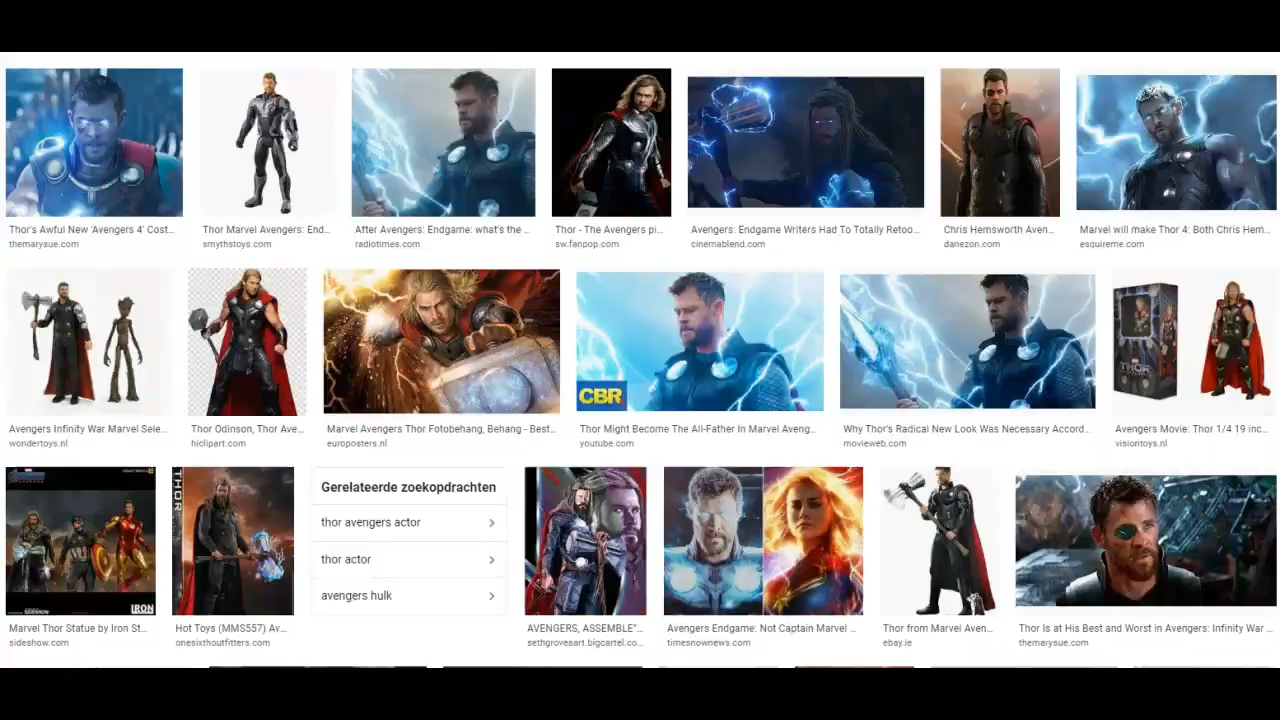 Thor's Awful New 'Avengers 4' Cost...
themarysue.com
Thor Marvel Avengers: End...
smythstoys.com
After Avengers: Endgame: what's the ...
radiotimes.com
Thor - The Avengers pi...
sw.fanpop.com
Avengers: Endgame Writers Had To Totally Retoo...
cinemablend.com
Chris Hemsworth Aven...
danezon.com
Marvel will make Thor 4: Both Chris Hem...
esquireme.com
CBR
THOR
Avengers Infinity War Marvel Sele...
wondertoys.nl
Thor Odinson, Thor Ave...
hiclipart.com
Marvel Avengers Thor Fotobehang, Behang - Best...
europosters.nl
Thor Might Become The All-Father In Marvel Aveng...
youtube.com
Why Thor's Radical New Look Was Necessary Accord...
movieweb.com
Avengers Movie: Thor 1/4 19 inc...
visiontoys.nl
SIDESHOW
IRON
THOR
Gerelateerde zoekopdrachten
thor avengers actor
thor actor
avengers hulk
Marvel Thor Statue by Iron St...
sideshow.com
Hot Toys (MMS557) Av...
onesixthoutfitters.com
AVENGERS, ASSEMBLE"...
sethgrovesart.bigcartel.co...
Avengers Endgame: Not Captain Marvel ...
timesnownews.com
Thor from Marvel Aven...
ebay.ie
Thor Is at His Best and Worst in Avengers: Infinity War ...
themarysue.com